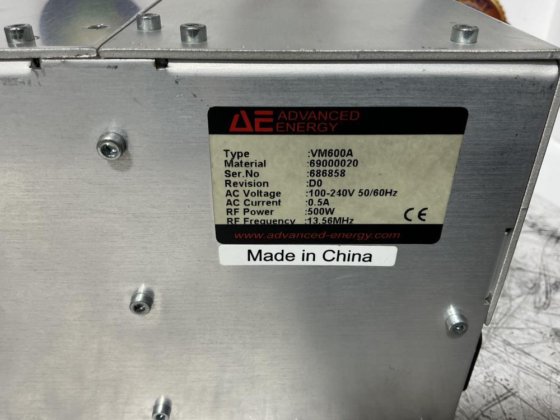 AE ADVANCED
ENERGY
Type :VM600A
Material :69000020
Ser.No :686858
Revision :D0
AC Voltage :100-240V 50/60Hz
AC Current :0.5A
RF Power :500W
RF Frequency :13.56MHz
CE
www.advanced-energy.com
Made in China